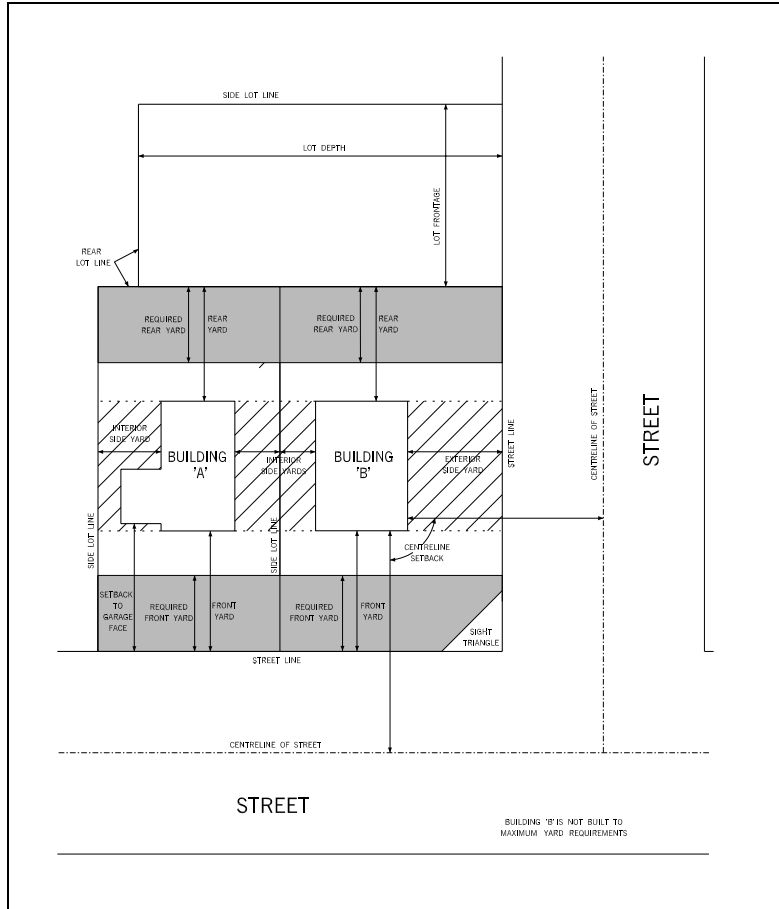 SIDE LOT LINE
LOT DEPTH
LOT FRONTAGE
REAR
LOT LINE
REQUIRED
REAR YARD
REAR
YARD
REQUIRED
REAR YARD
REAR
YARD
CENTRELINE OF STREET
STREET
STREET LINE
INTERIOR
SIDE YARD
BUILDING
'A'
INTERIOR
SIDE YARDS
BUILDING
'B'
EXTERIOR
SIDE YARD
SIDE LOT LINE
SIDE LOT LINE
CENTRELINE
SETBACK
SETBACK
TO
GARAGE
FACE
REQUIRED
FRONT YARD
FRONT
YARD
REQUIRED
FRONT YARD
FRONT
YARD
SIGHT
TRIANGLE
STREET LINE
CENTRELINE OF STREET
STREET
BUILDING 'B' IS NOT BUILT TO
MAXIMUM YARD REQUIREMENTS